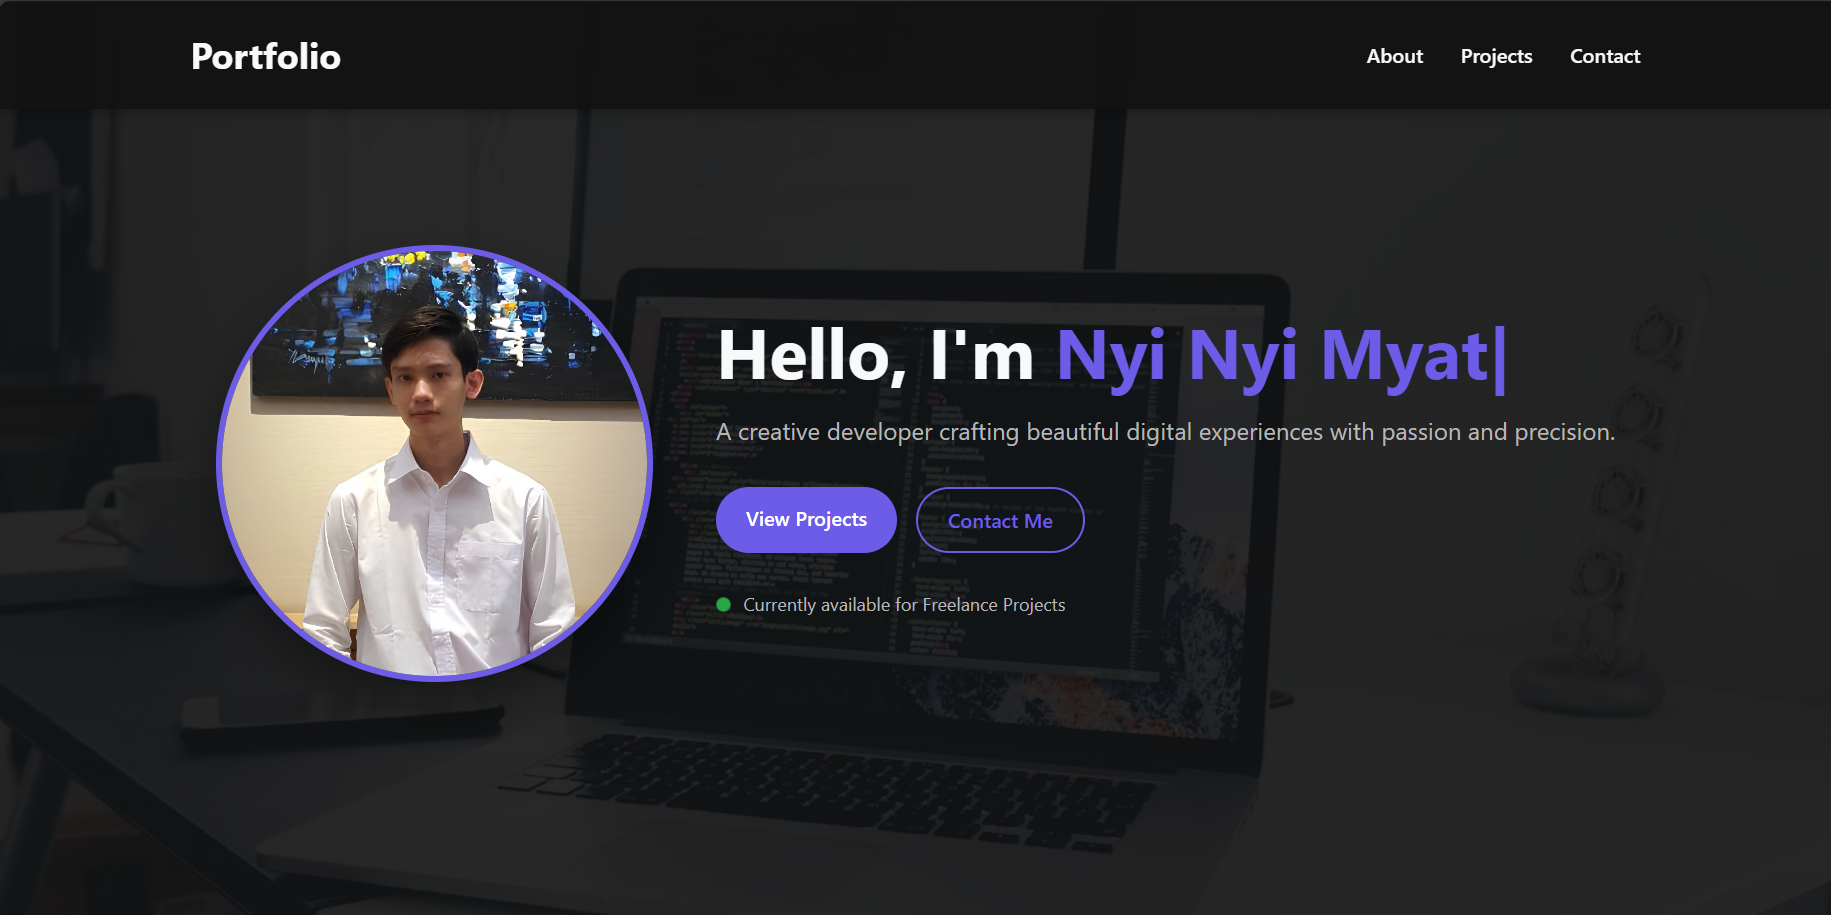 Portfolio
About Projects Contact
Hello, I'm Nyi Nyi Myat|
A creative developer crafting beautiful digital experiences with passion and precision.
View Projects Contact Me
Currently available for Freelance Projects